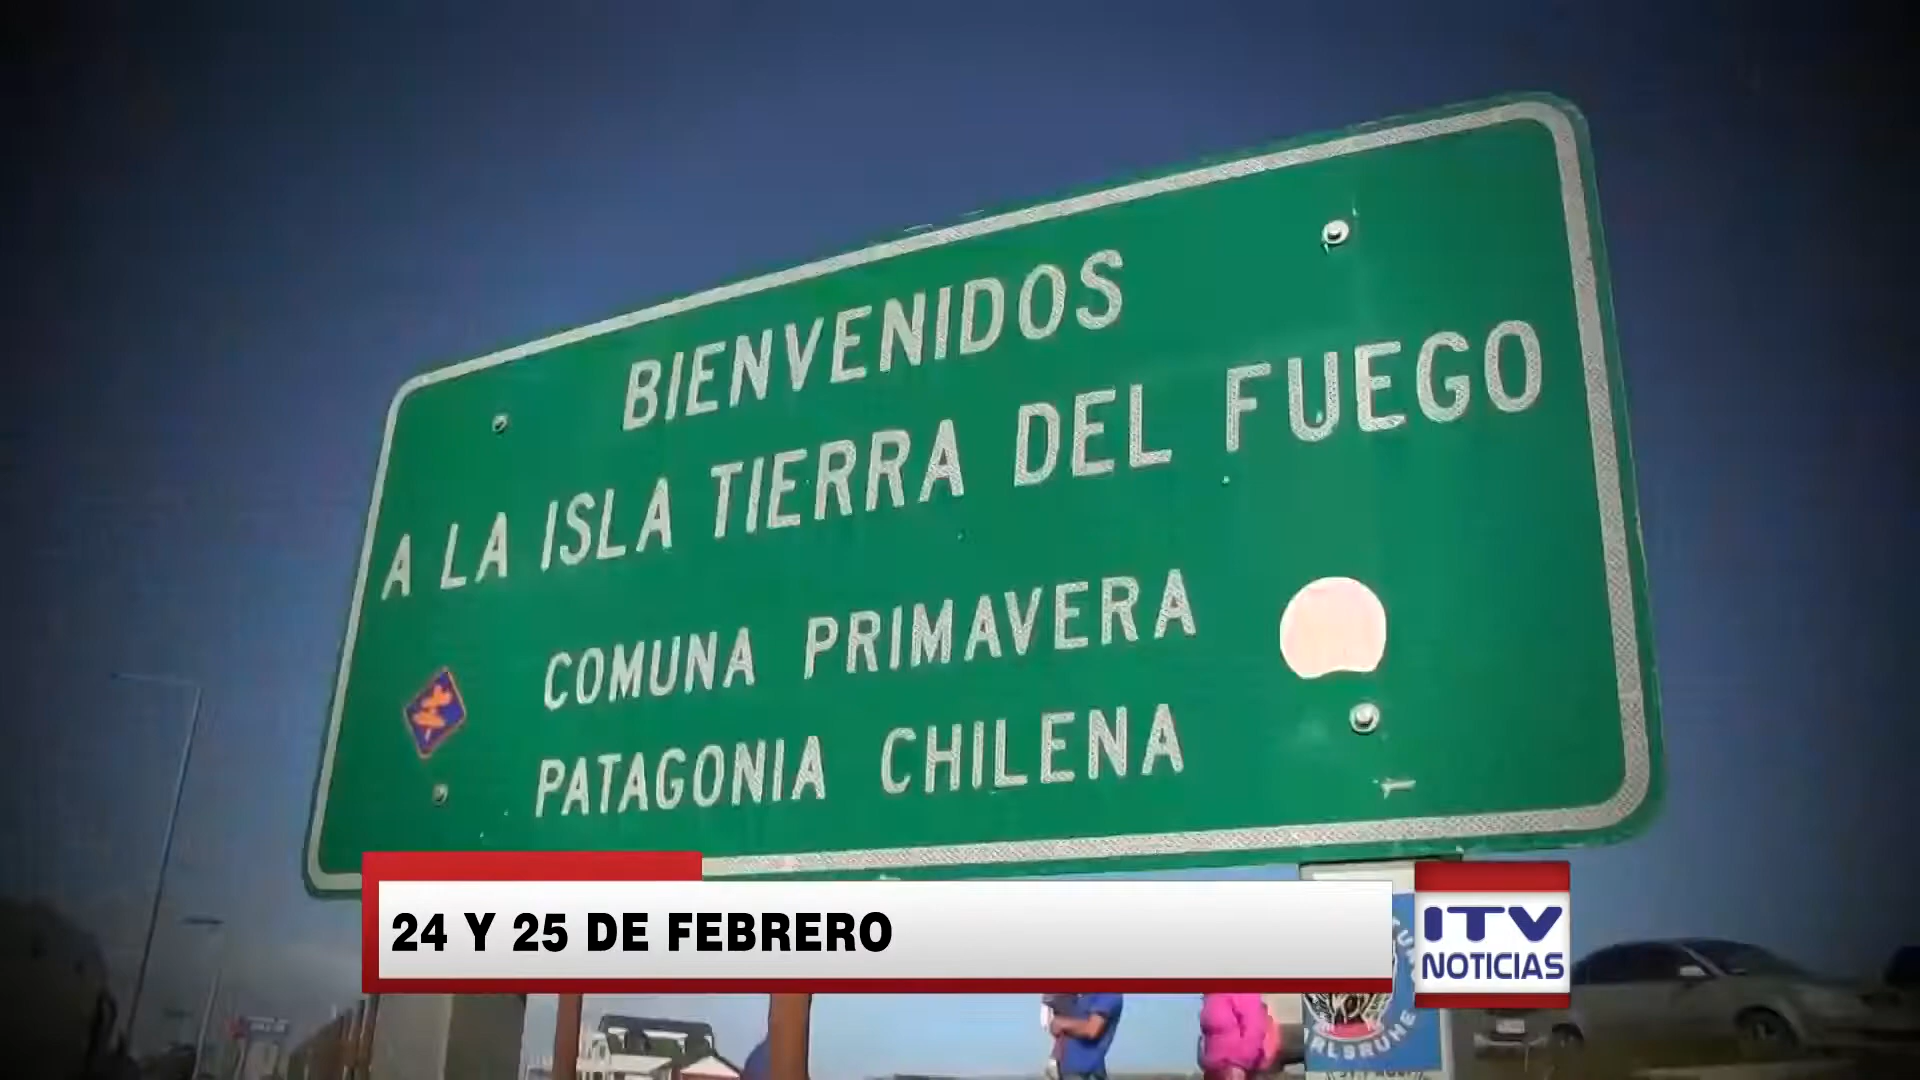 BIENVENIDOS
A LA ISLA TIERRA DEL FUEGO
COMUNA PRIMAVERA
PATAGONIA CHILENA
24 Y 25 DE FEBRERO
ITV
NOTICIAS